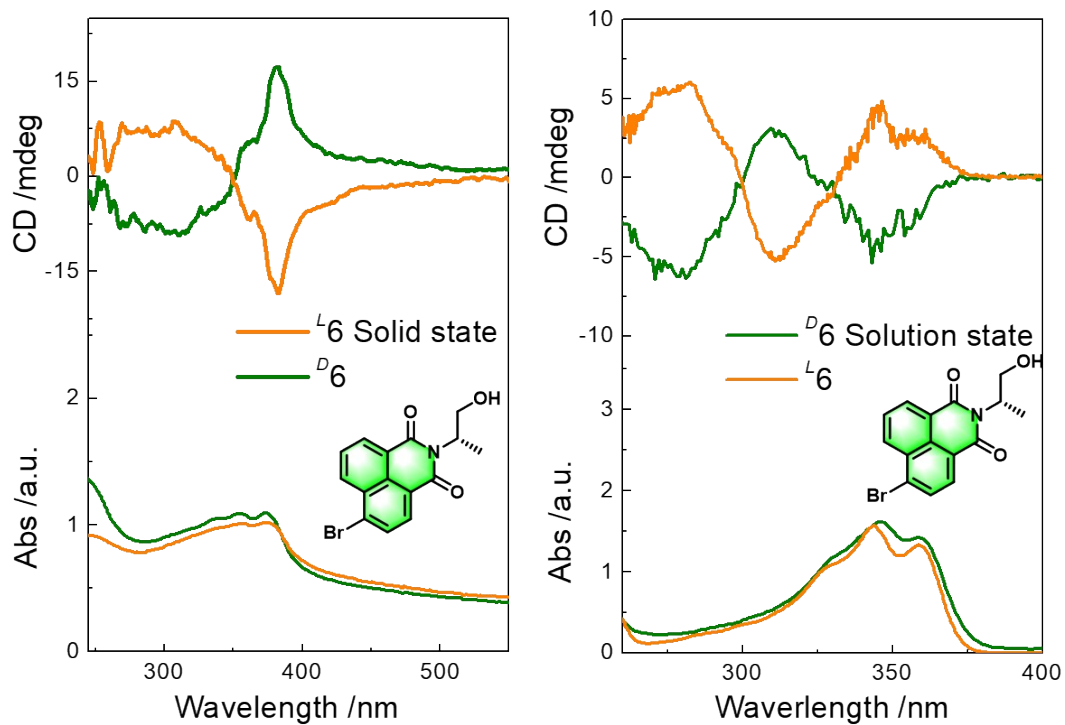 CD /mdeg
15
0
-15
ᴸ6 Solid state
ᴰ6
Abs /a.u.
2
1
0
O
OH
N
O
Br
300
400
500
Wavelength /nm
CD /mdeg
10
5
0
-5
-10
ᴰ6 Solution state
ᴸ6
Abs /a.u.
3
2
1
0
OH
O
N
O
Br
300
350
400
Waverlength /nm